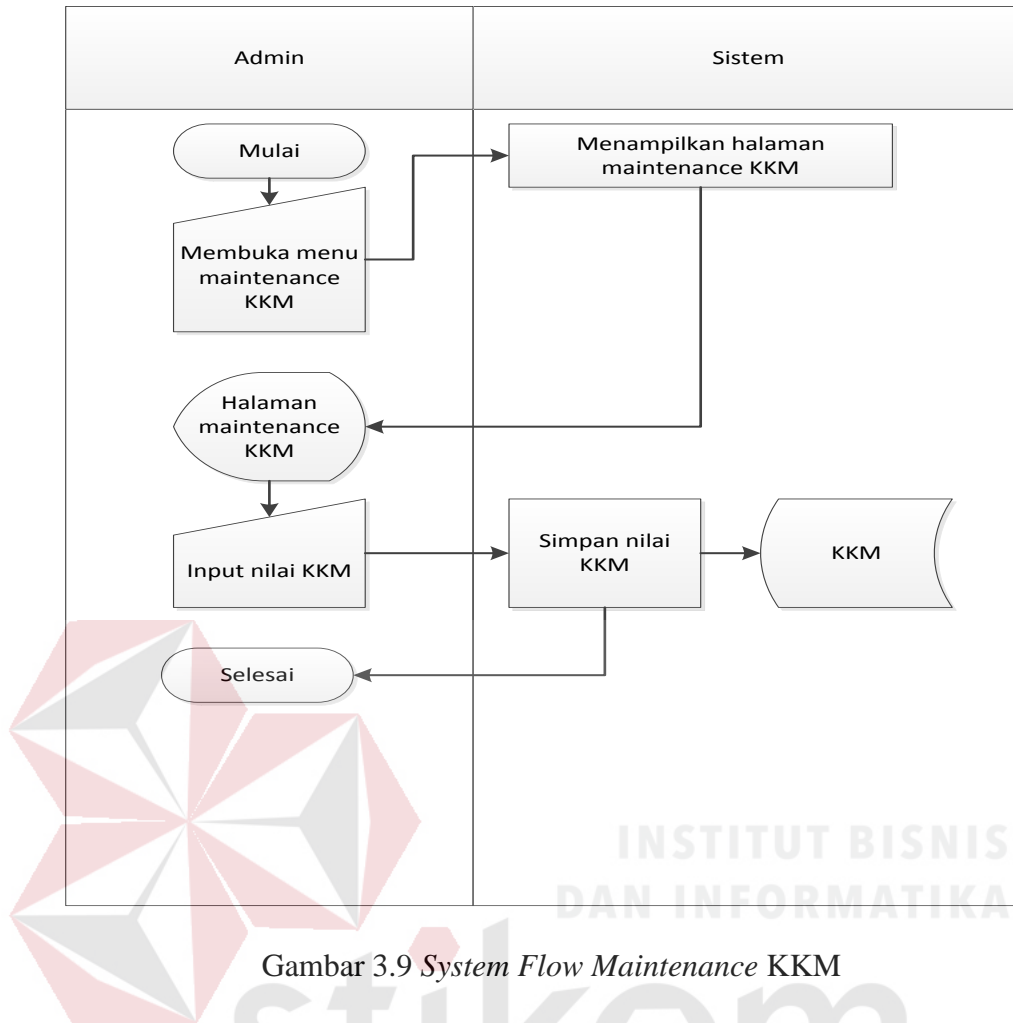 Admin
Sistem
Mulai
Menampilkan halaman
maintenance KKM
Membuka menu
maintenance
KKM
Halaman
maintenance
KKM
Input nilai KKM
Simpan nilai
KKM
KKM
Selesai
INSTITUT BISNIS
DAN INFORMATIKA
Gambar 3.9 System Flow Maintenance KKM
stikom